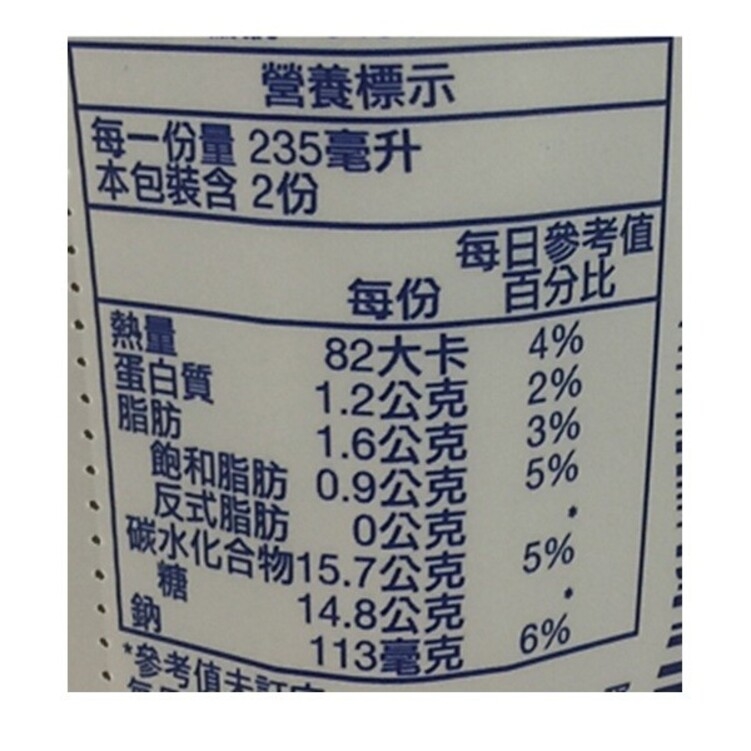 營養標示
每一份量 235毫升
本包裝含 2份
每日參考值
每份 百分比
熱量 82大卡 4%
蛋白質 1.2公克 2%
脂肪 1.6公克 3%
飽和脂肪 0.9公克 5%
反式脂肪 0公克 *
碳水化合物 15.7公克 5%
糖 14.8公克 *
鈉 113毫克 6%
*參考值未訂定